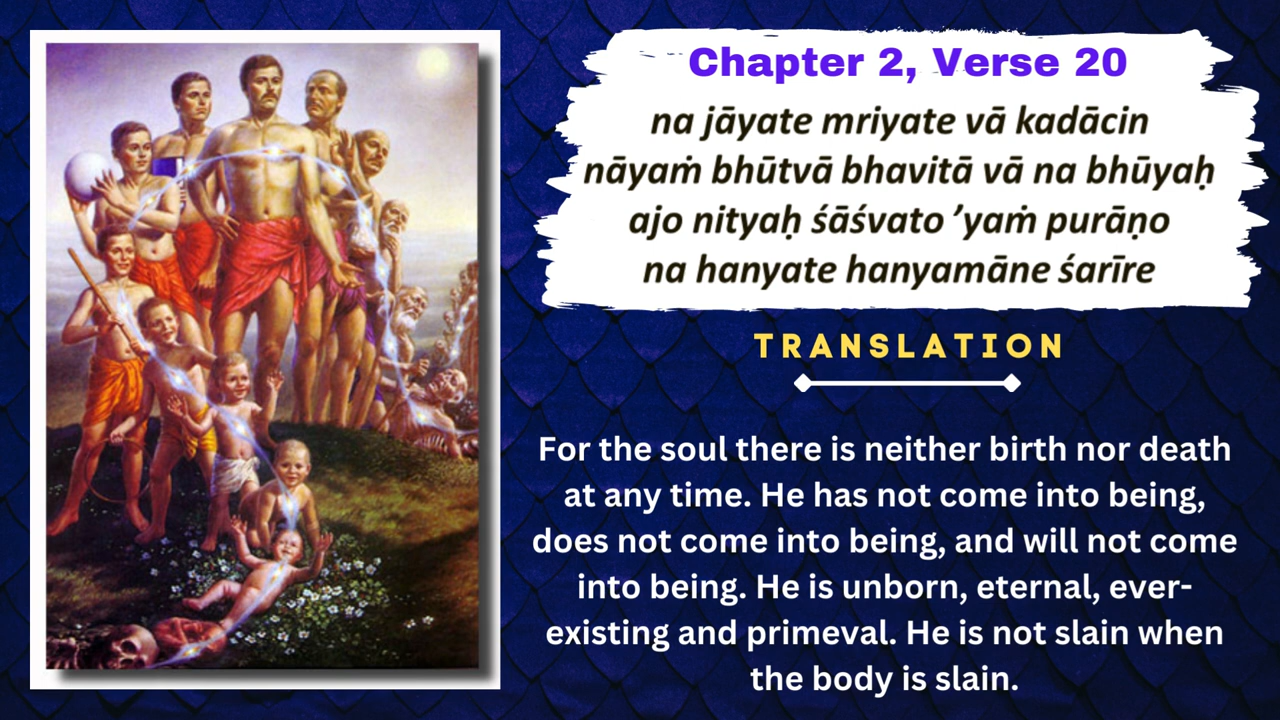 Chapter 2, Verse 20
na jāyate mriyate vā kadācin
nāyaṁ bhūtvā bhavitā vā na bhūyaḥ
ajo nityaḥ śāśvato ’yaṁ purāṇo
na hanyate hanyamāne śarīre
TRANSLATION
For the soul there is neither birth nor death
at any time. He has not come into being,
does not come into being, and will not come
into being. He is unborn, eternal, ever-
existing and primeval. He is not slain when
the body is slain.